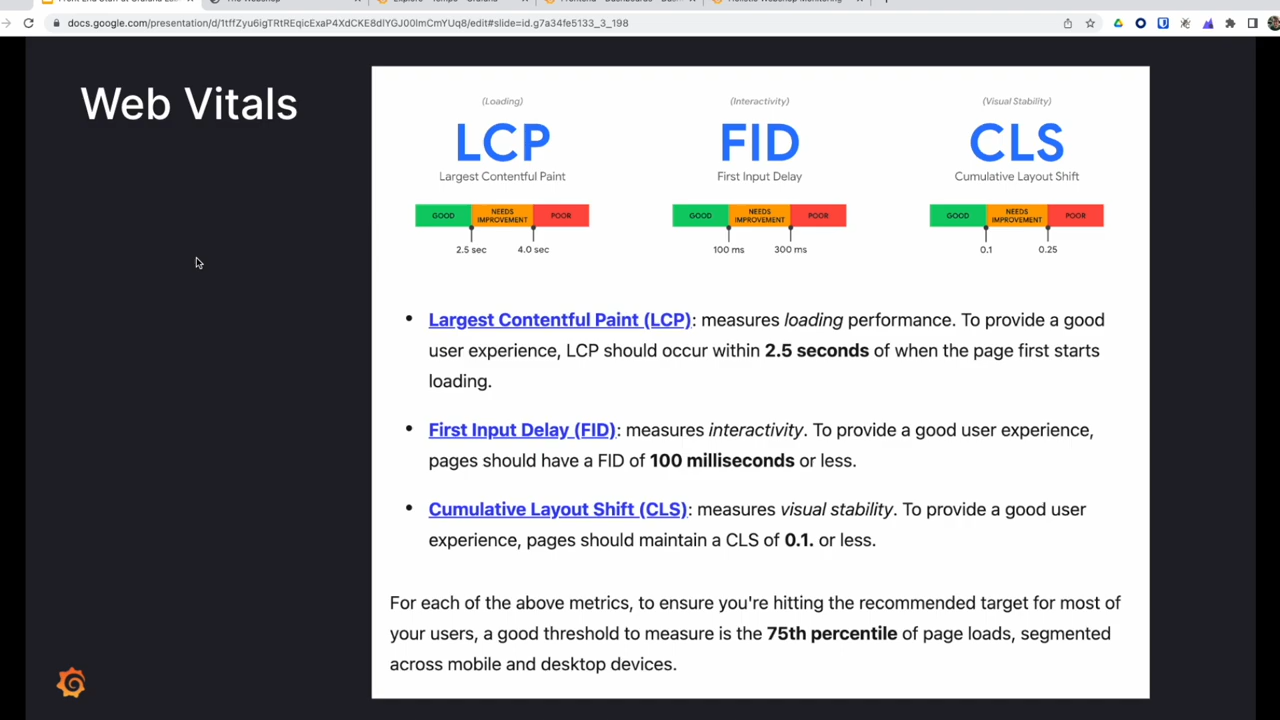 docs.google.com/presentation/d/1tffZyu6igTRtREqicExaP4XdCKE8dlYGJ00lmCmYUq8/edit#slide=id.g7a34fe5133_3_198
Web Vitals
(Loading)
LCP
Largest Contentful Paint
GOOD
NEEDS
IMPROVEMENT
POOR
2.5 sec
4.0 sec
(Interactivity)
FID
First Input Delay
GOOD
NEEDS
IMPROVEMENT
POOR
100 ms
300 ms
(Visual Stability)
CLS
Cumulative Layout Shift
GOOD
NEEDS
IMPROVEMENT
POOR
0.1
0.25
• Largest Contentful Paint (LCP): measures loading performance. To provide a good
user experience, LCP should occur within 2.5 seconds of when the page first starts
loading.
• First Input Delay (FID): measures interactivity. To provide a good user experience,
pages should have a FID of 100 milliseconds or less.
• Cumulative Layout Shift (CLS): measures visual stability. To provide a good user
experience, pages should maintain a CLS of 0.1. or less.
For each of the above metrics, to ensure you're hitting the recommended target for most of
your users, a good threshold to measure is the 75th percentile of page loads, segmented
across mobile and desktop devices.